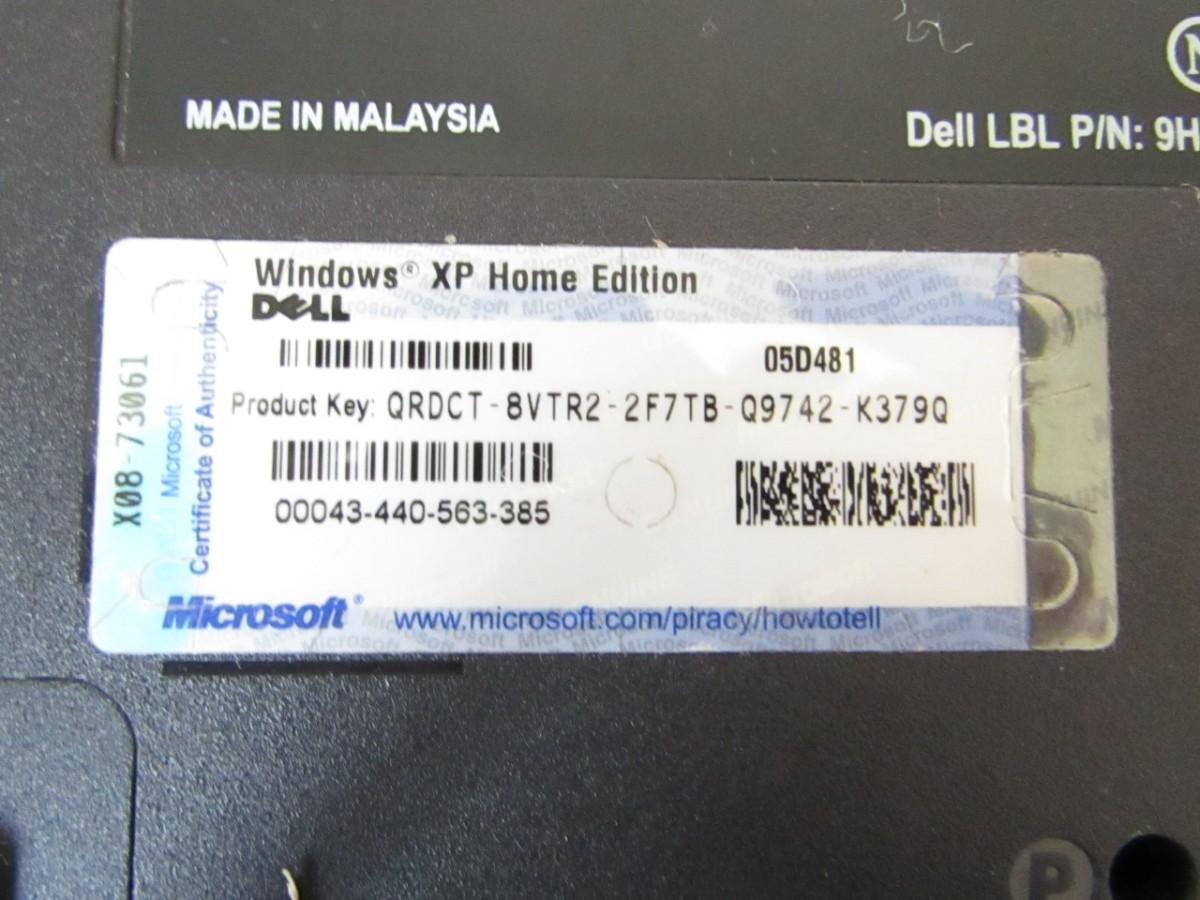 MADE IN MALAYSIA
Dell LBL P/N: 9H
Windows® XP Home Edition
DELL
05D481
Product Key: QRDCT-8VTR2-2F7TB-Q9742-K379Q
00043-440-563-385
X08-73061
Microsoft
Certificate of Authenticity
Microsoft®
www.microsoft.com/piracy/howtotell
P